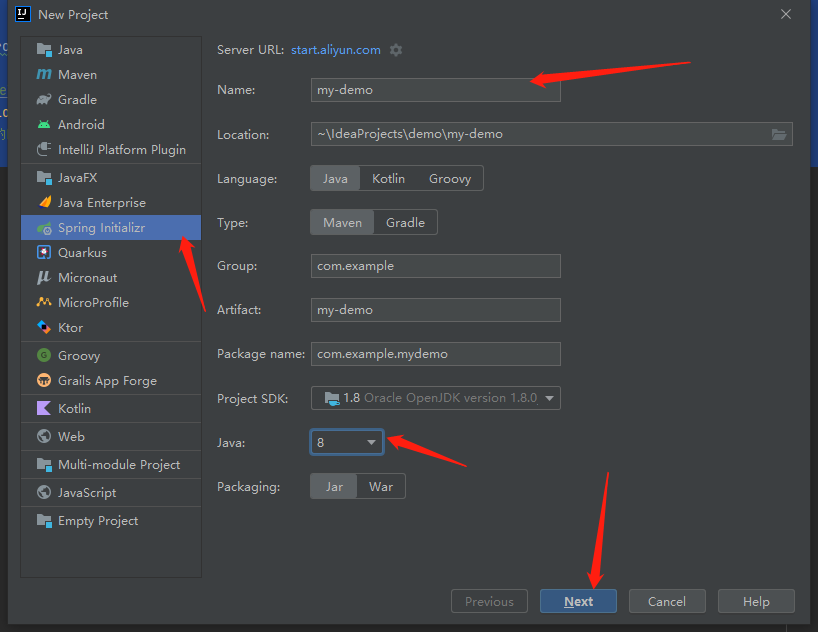 New Project
Java
Maven
Gradle
Android
IntelliJ Platform Plugin
JavaFX
Java Enterprise
Spring Initializr
Quarkus
Micronaut
MicroProfile
Ktor
Groovy
Grails App Forge
Kotlin
Web
Multi-module Project
JavaScript
Empty Project
Server URL: start.aliyun.com
Name: my-demo
Location: ~\IdeaProjects\demo\my-demo
Language: Java Kotlin Groovy
Type: Maven Gradle
Group: com.example
Artifact: my-demo
Package name: com.example.mydemo
Project SDK: 1.8 Oracle OpenJDK version 1.8.0
Java: 8
Packaging: Jar War
Previous Next Cancel Help